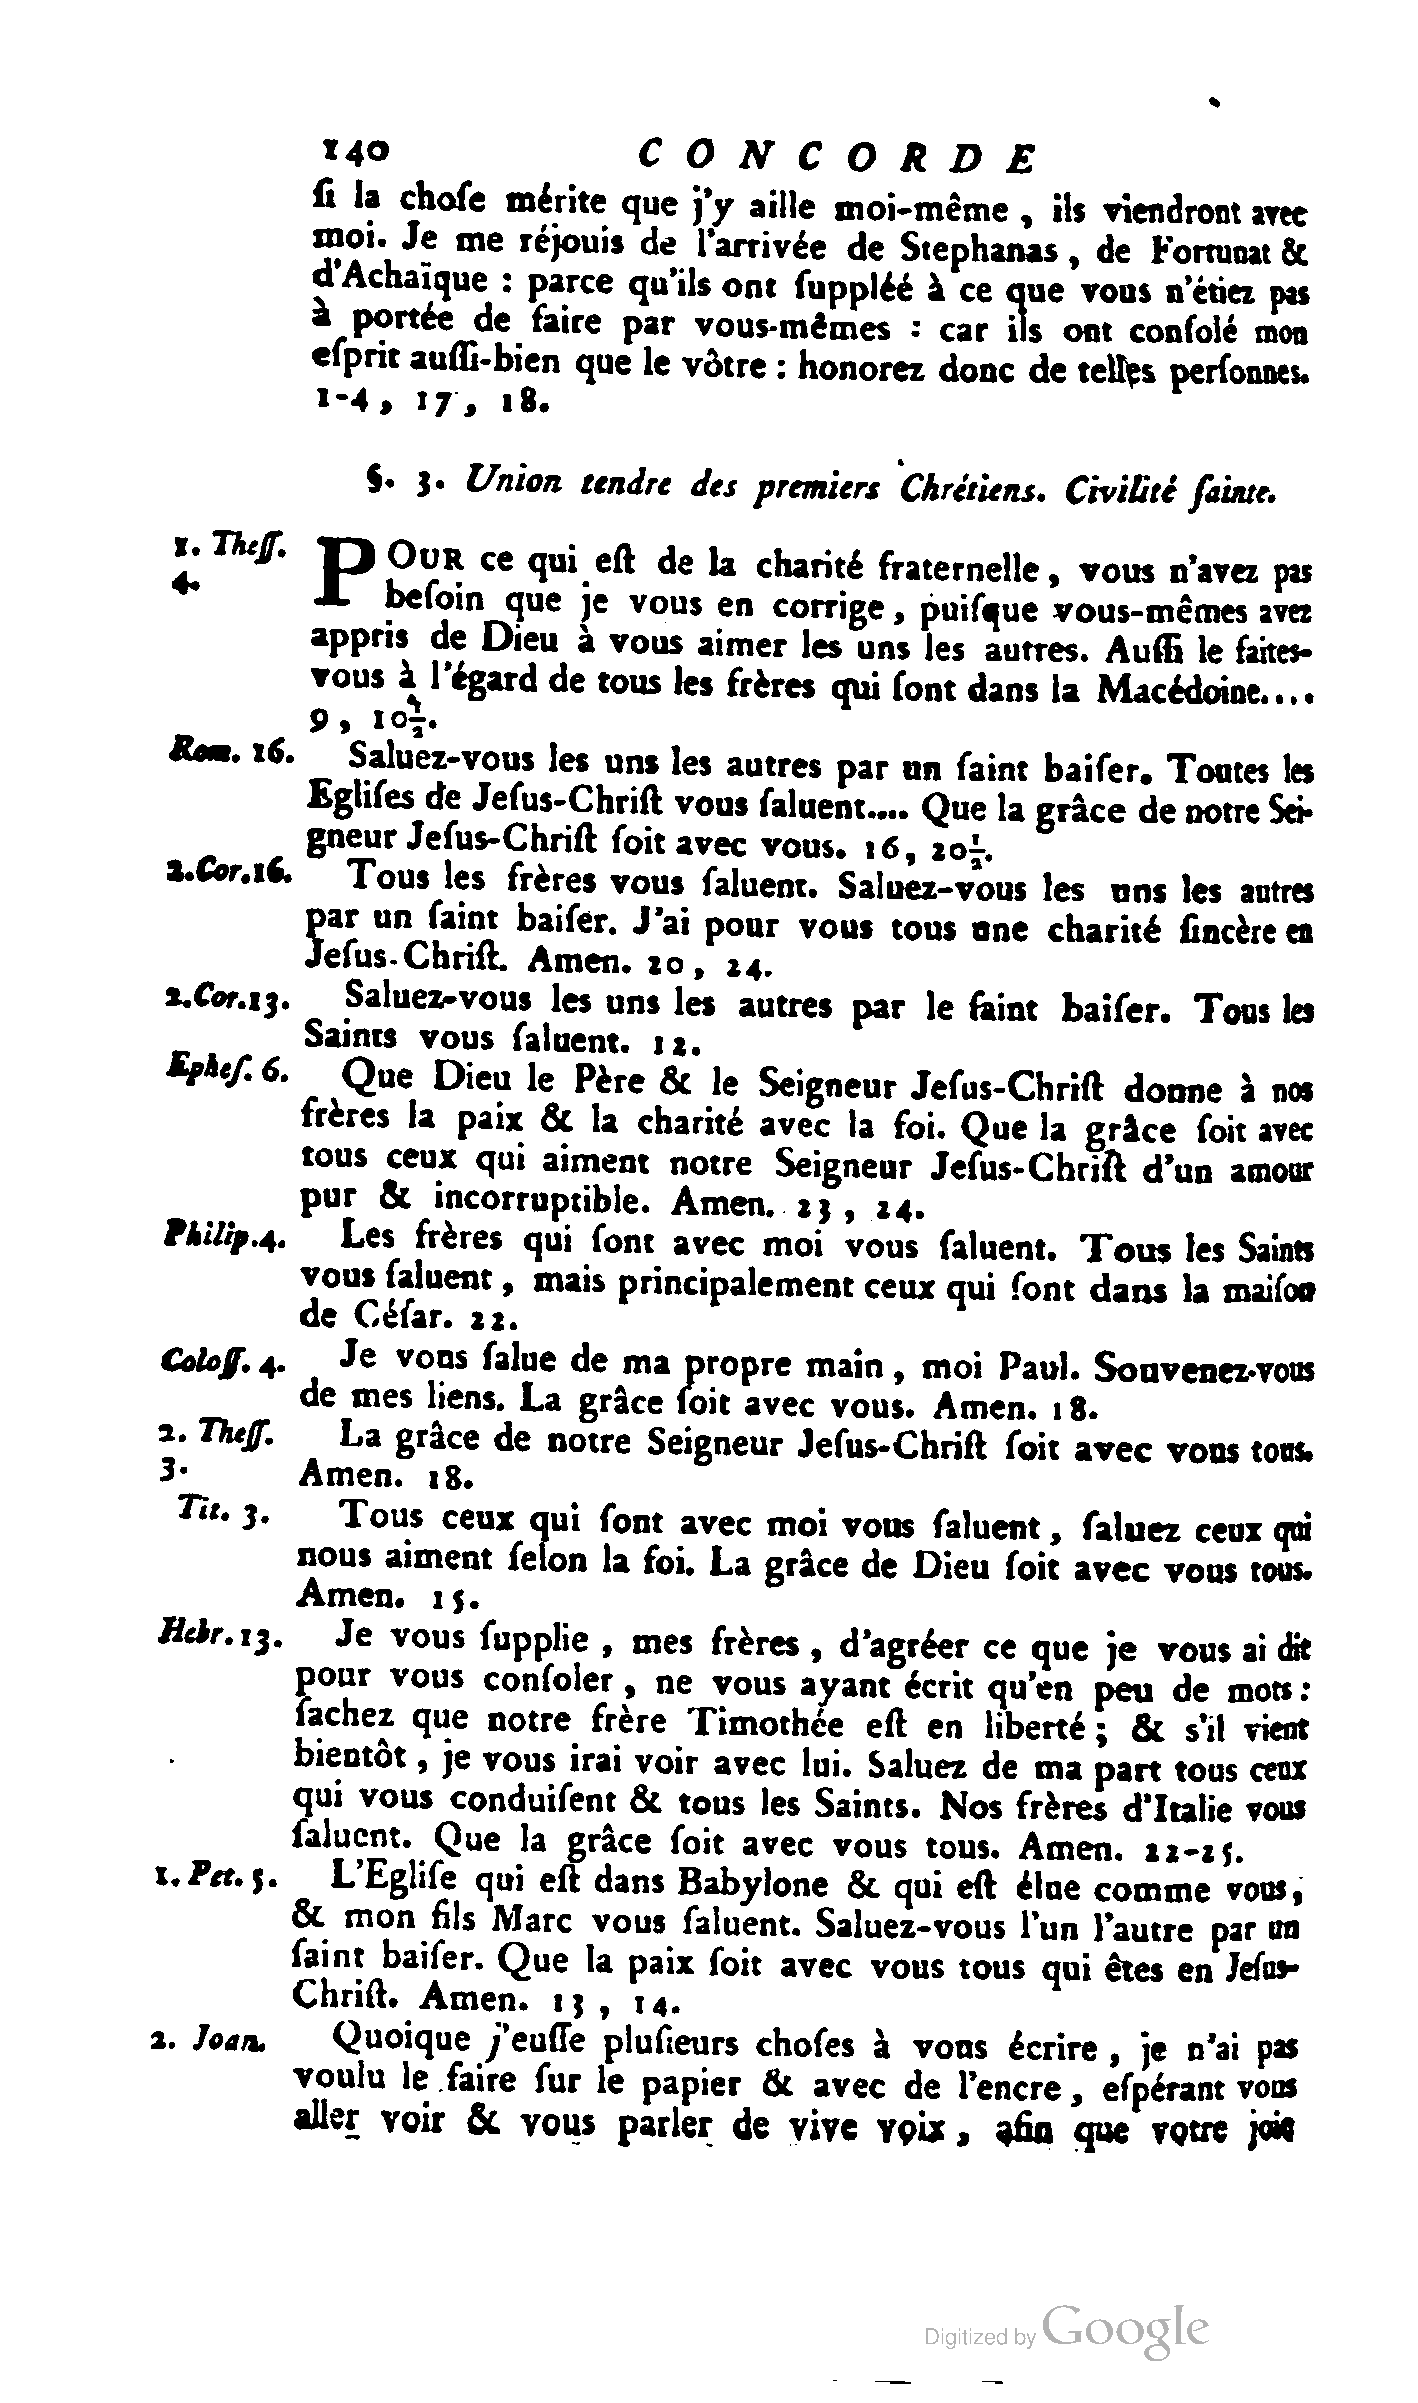 140 CONCORDE
ſi la choſe mérite que j'y aille moi-même, ils viendront avec
moi. Je me réjouis de l'arrivée de Stephanas, de Fortunat &
d'Achaïque : parce qu'ils ont ſuppléé à ce que vous n'étiez pas
à portée de faire par vous-mêmes : car ils ont conſolé mon
eſprit auſſi-bien que le vôtre : honorez donc de telles perſonnes.
1-4, 17, 18.
§. 3. Union tendre des premiers Chrétiens. Civilité ſainte.
1. Theſſ. POUR ce qui eſt de la charité fraternelle, vous n'avez pas
4. beſoin que je vous en corrige, puiſque vous-mêmes avez
appris de Dieu à vous aimer les uns les autres. Auſſi le faites-
vous à l'égard de tous les frères qui ſont dans la Macédoine....
9, 10½.
Rom. 16. Saluez-vous les uns les autres par un ſaint baiſer. Toutes les
Egliſes de Jeſus-Chriſt vous ſaluent.... Que la grâce de notre Sei-
gneur Jeſus-Chriſt ſoit avec vous. 16, 20½.
2.Cor.16. Tous les frères vous ſaluent. Saluez-vous les uns les autres
par un ſaint baiſer. J'ai pour vous tous une charité ſincère en
Jeſus-Chriſt. Amen. 20, 24.
2.Cor.13. Saluez-vous les uns les autres par le ſaint baiſer. Tous les
Saints vous ſaluent. 12.
Epheſ. 6. Que Dieu le Père & le Seigneur Jeſus-Chriſt donne à nos
frères la paix & la charité avec la foi. Que la grâce ſoit avec
tous ceux qui aiment notre Seigneur Jeſus-Chriſt d'un amour
pur & incorruptible. Amen. 23, 24.
Philip.4. Les frères qui ſont avec moi vous ſaluent. Tous les Saints
vous ſaluent, mais principalement ceux qui ſont dans la maiſon
de Céſar. 22.
Coloſſ. 4. Je vous ſalue de ma propre main, moi Paul. Souvenez-vous
de mes liens. La grâce ſoit avec vous. Amen. 18.
2. Theſſ. La grâce de notre Seigneur Jeſus-Chriſt ſoit avec vous tous.
3. Amen. 18.
Tit. 3. Tous ceux qui ſont avec moi vous ſaluent, ſaluez ceux qui
nous aiment ſelon la foi. La grâce de Dieu ſoit avec vous tous.
Amen. 15.
Hebr.13. Je vous ſupplie, mes frères, d'agréer ce que je vous ai dit
pour vous conſoler, ne vous ayant écrit qu'en peu de mots :
ſachez que notre frère Timothée eſt en liberté; & s'il vient
bientôt, je vous irai voir avec lui. Saluez de ma part tous ceux
qui vous conduiſent & tous les Saints. Nos frères d'Italie vous
ſaluent. Que la grâce ſoit avec vous tous. Amen. 22-25.
1. Pet. 5. L'Egliſe qui eſt dans Babylone & qui eſt élue comme vous,
& mon fils Marc vous ſaluent. Saluez-vous l'un l'autre par un
ſaint baiſer. Que la paix ſoit avec vous tous qui êtes en Jeſus-
Chriſt. Amen. 13, 14.
2. Joan. Quoique j'euſſe pluſieurs choſes à vous écrire, je n'ai pas
voulu le faire ſur le papier & avec de l'encre, eſpérant vous
aller voir & vous parler de vive voix, afin que votre joie
Digitized by Google